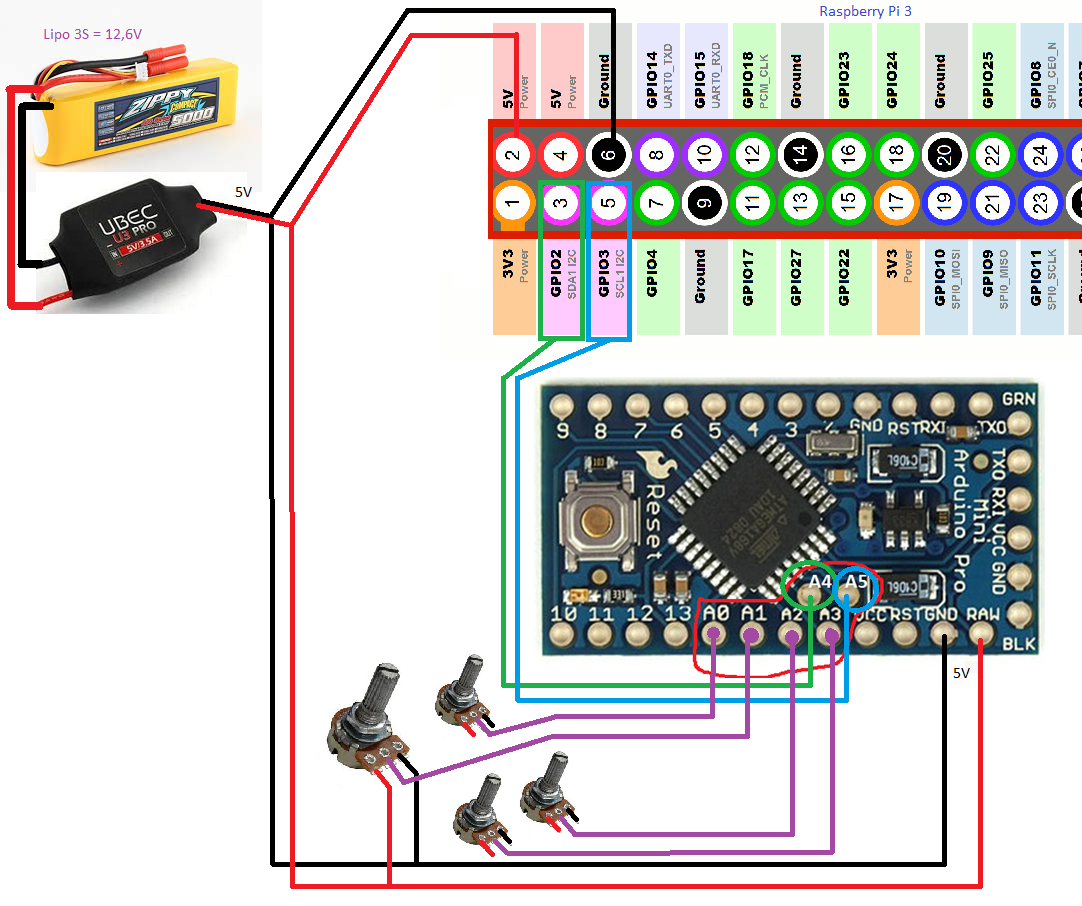 Lipo 3S = 12,6V
Raspberry Pi 3
ZIPPY
COMPACT
5000
UBEC
U3 PRO
5V/3.5A
IN
OUT
5V
5V Power
5V Power
Ground
GPIO14 UART0_TXD
GPIO15 UART0_RXD
GPIO18 PCM_CLK
Ground
GPIO23
GPIO24
Ground
GPIO25
GPIO8 SPI0_CE0_N
2 4 6 8 10 12 14 16 18 20 22 24
1 3 5 7 9 11 13 15 17 19 21 23
3V3 Power
GPIO2 SDA1 I2C
GPIO3 SCL1 I2C
GPIO4
Ground
GPIO17
GPIO27
GPIO22
3V3 Power
GPIO10 SPI0_MOSI
GPIO9 SPI0_MISO
GPIO11 SPI0_SCLK
GRN
9 8 7 6 5 4 3 2 GND RST RXI TXO
C106L
Reset
ATMEGA168V
Arduino Pro
Mini
TXO RXI VCC GND
A4 A5
C106L
10 11 12 13 A0 A1 A2 A3 VCC RST GND RAW
BLK
5V